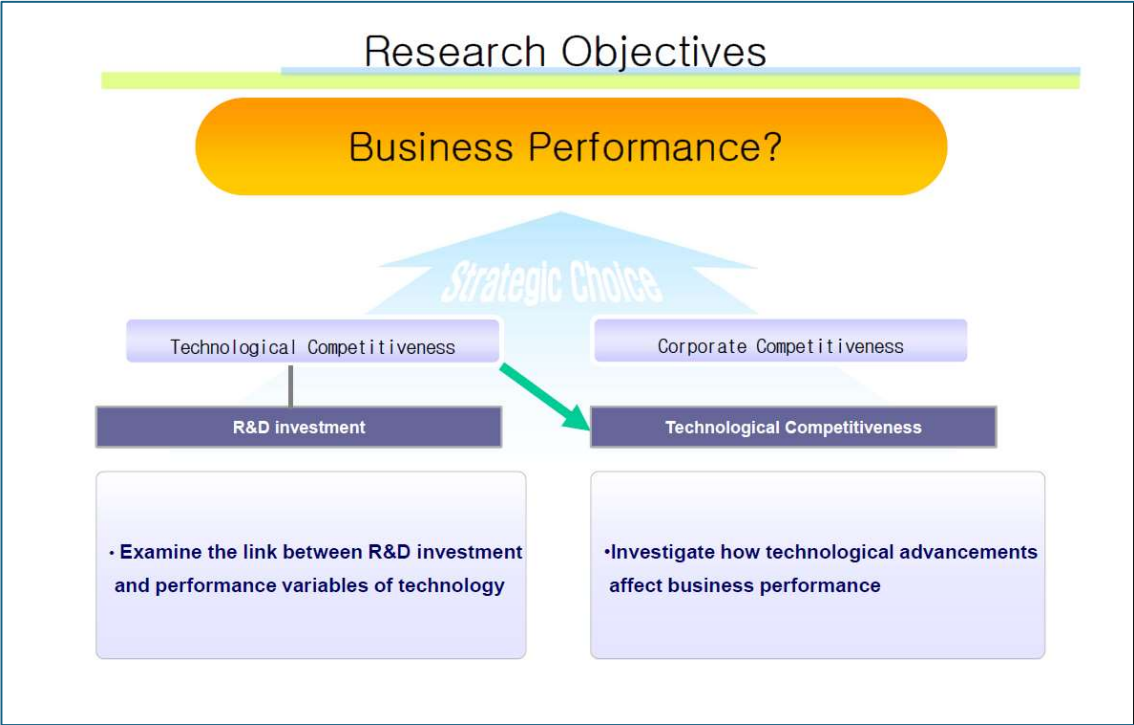 Research Objectives
Business Performance?
Strategic Choice
Technological Competitiveness
Corporate Competitiveness
R&D investment
Technological Competitiveness
· Examine the link between R&D investment
and performance variables of technology
•Investigate how technological advancements
affect business performance